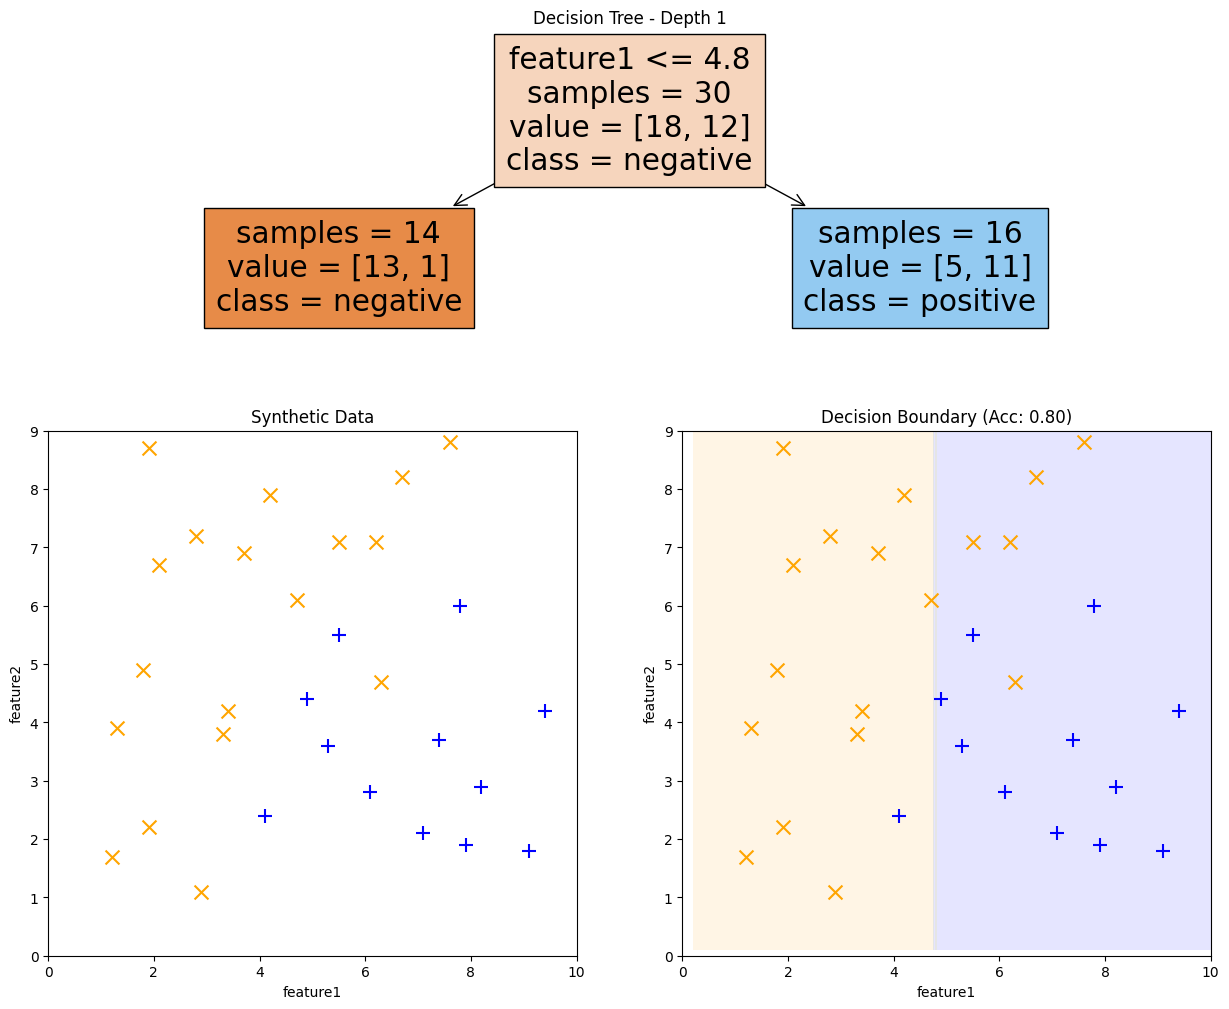 Decision Tree - Depth 1
feature1 <= 4.8
samples = 30
value = [18, 12]
class = negative
samples = 14
value = [13, 1]
class = negative
samples = 16
value = [5, 11]
class = positive
Synthetic Data
9
8
7
6
5
4
3
2
1
0
feature2
0 2 4 6 8 10
feature1
Decision Boundary (Acc: 0.80)
9
8
7
6
5
4
3
2
1
0
feature2
0 2 4 6 8 10
feature1